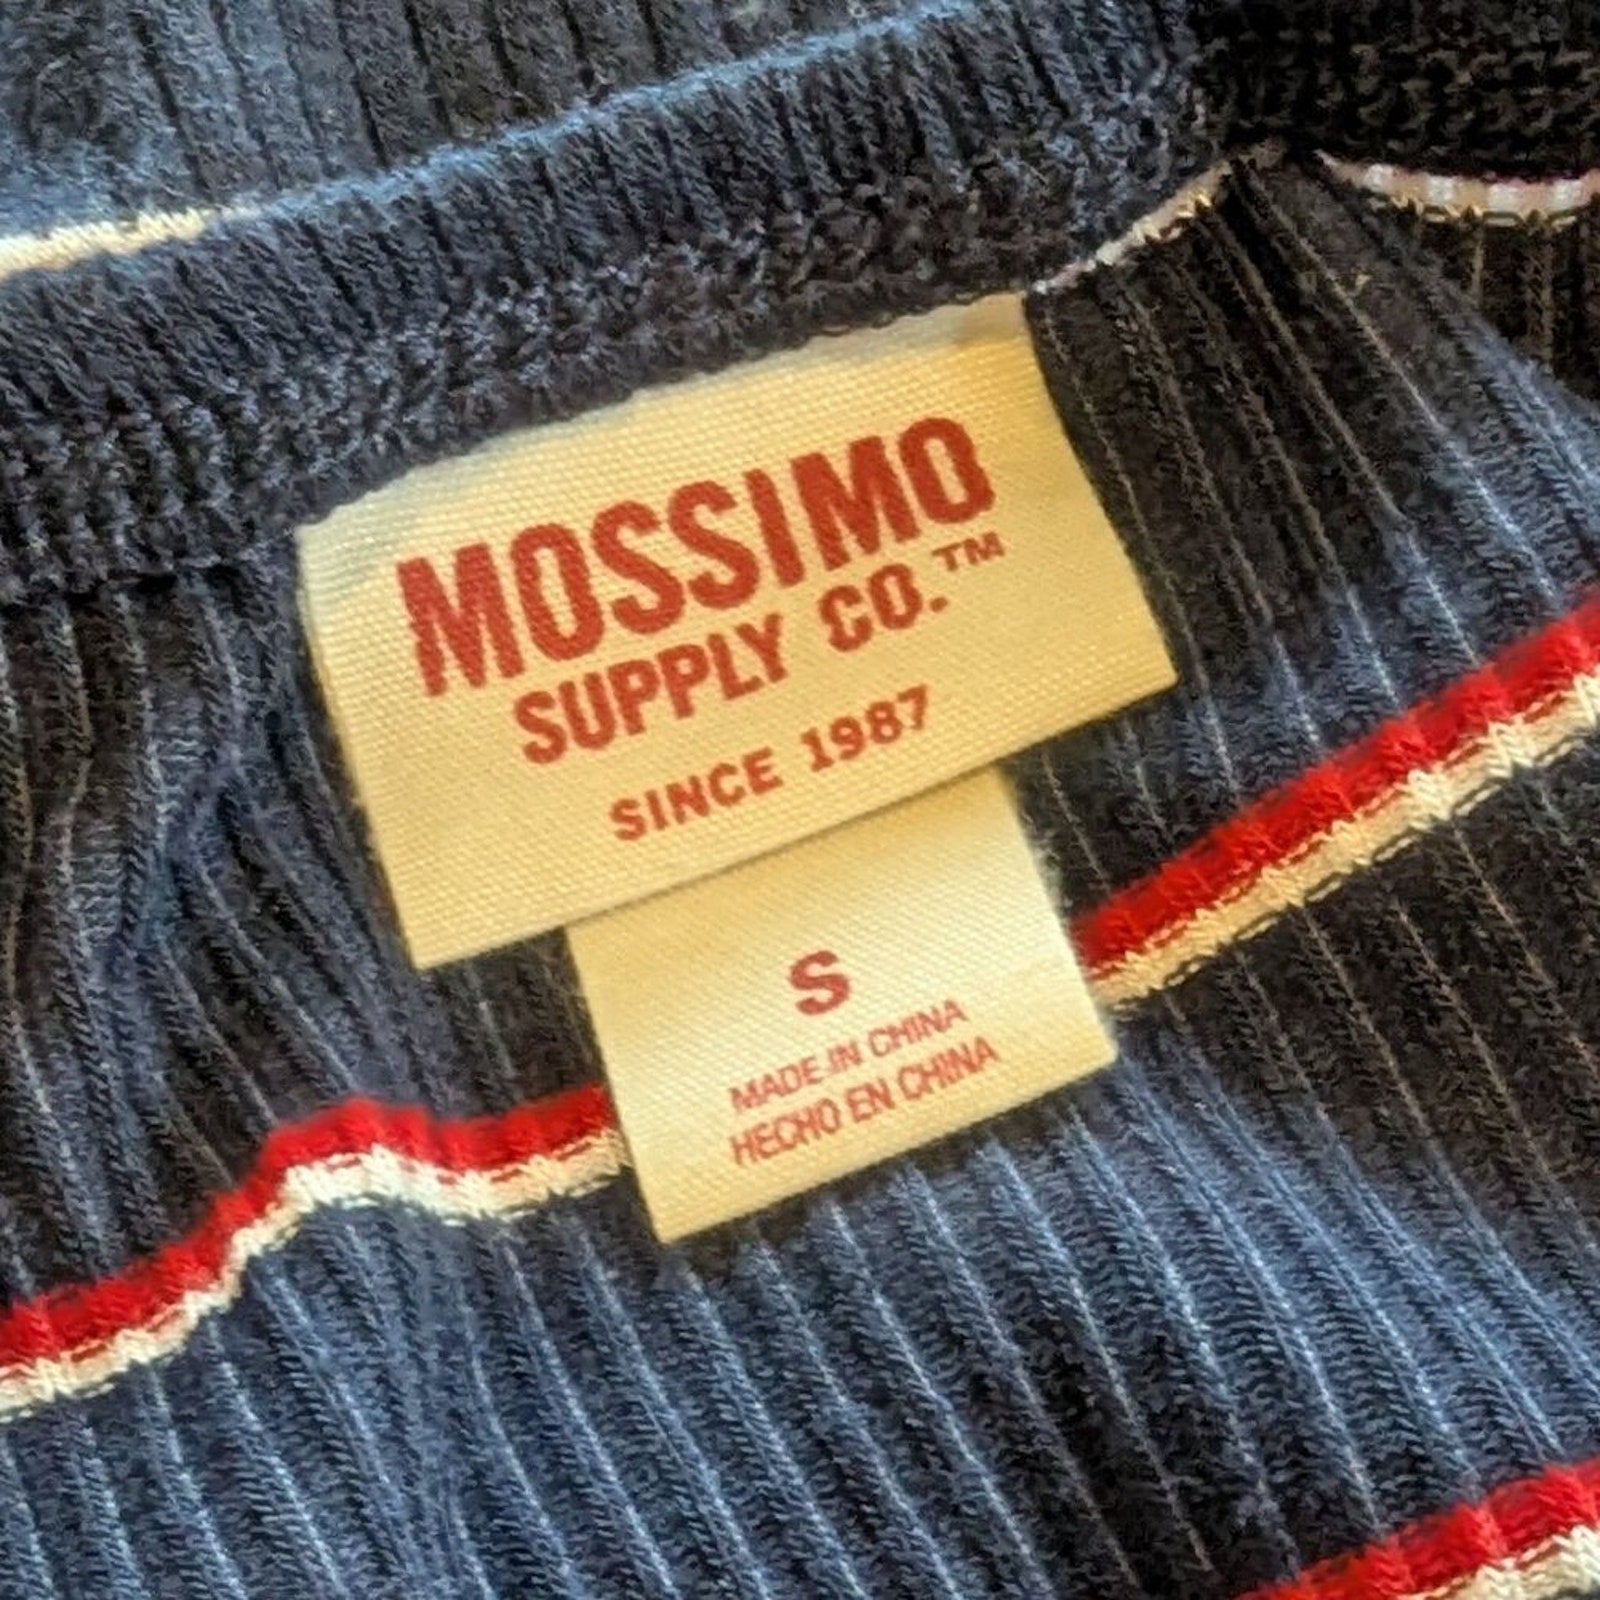 MOSSIMO
SUPPLY CO.™
SINCE 1987
S
MADE IN CHINA
HECHO EN CHINA